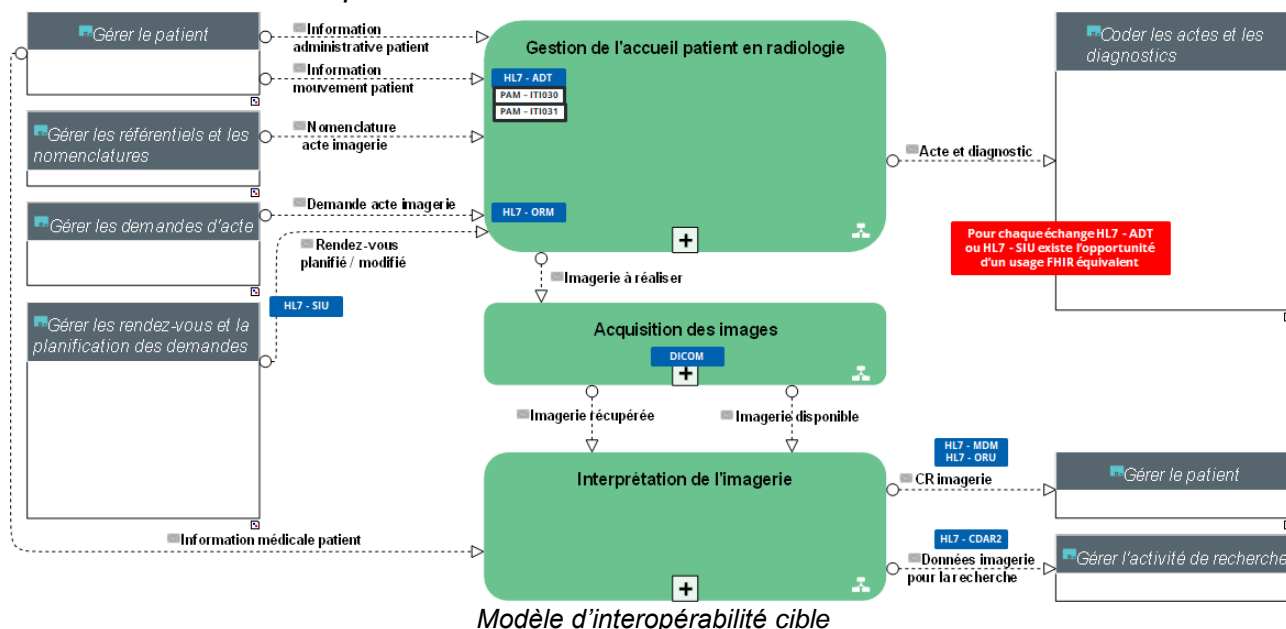 Gérer le patient
Information
administrative patient
Information
mouvement patient
Gestion de l'accueil patient en radiologie
HL7 - ADT
PAM – ITI030
PAM – ITI031
Coder les actes et les
diagnostics
Gérer les référentiels et les
nomenclatures
Nomenclature
acte imagerie
Acte et diagnostic
Gérer les demandes d'acte
Demande acte imagerie
HL7 - ORM
Rendez-vous
planifié / modifié
Pour chaque échange HL7 - ADT
ou HL7 - SIU existe l'opportunité
d'un usage FHIR équivalent
Imagerie à réaliser
HL7 - SIU
Gérer les rendez-vous et la
planification des demandes
Acquisition des images
DICOM
Imagerie récupérée
Imagerie disponible
HL7 - MDM
HL7 - ORU
Interprétation de l'imagerie
CR imagerie
Gérer le patient
Information médicale patient
HL7 - CDAR2
Données imagerie
pour la recherche
Gérer l'activité de recherche
Modèle d'interopérabilité cible